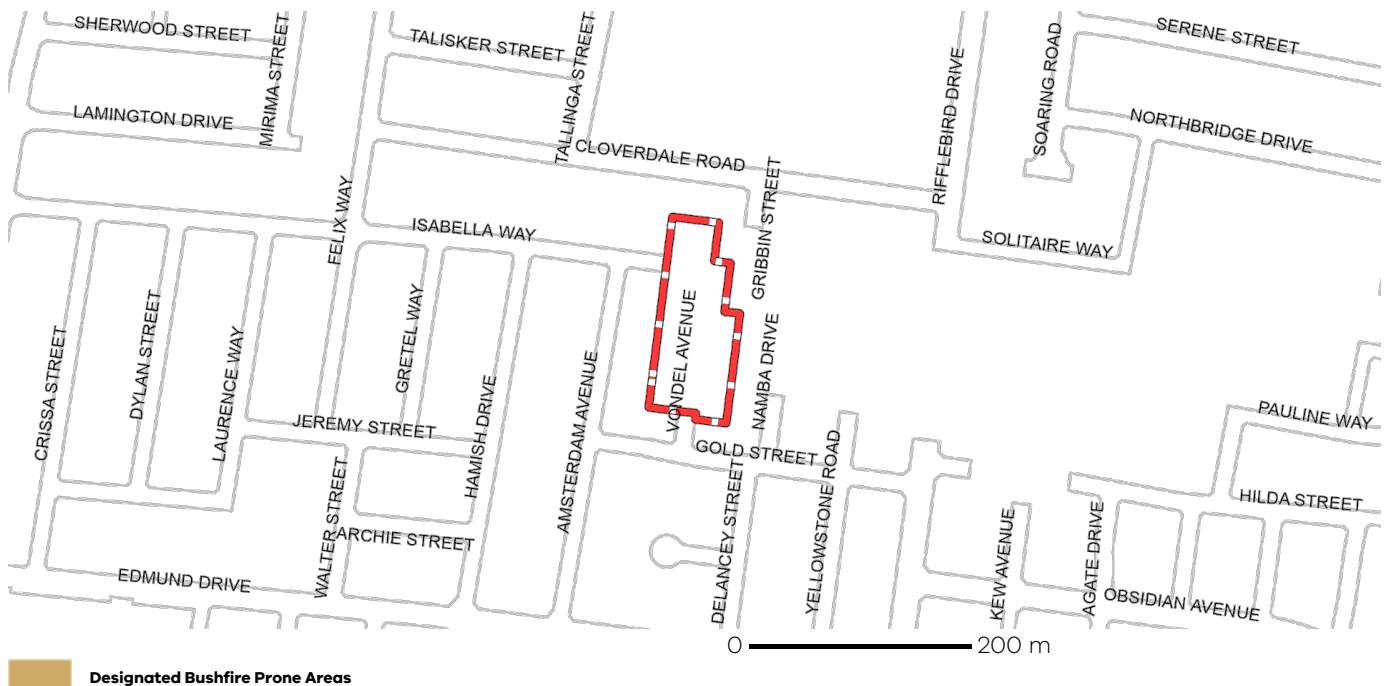 SHERWOOD STREET
MIRIMA STREET
TALISKER STREET
TALLINGA STREET
RIFFLEBIRD DRIVE
SOARING ROAD
SERENE STREET
LAMINGTON DRIVE
NORTHBRIDGE DRIVE
CLOVERDALE ROAD
FELIX WAY
ISABELLA WAY
GRIBBIN STREET
SOLITAIRE WAY
CRISSA STREET
DYLAN STREET
LAURENCE WAY
GRETEL WAY
HAMISH DRIVE
AMSTERDAM AVENUE
VONDEL AVENUE
NAMBA DRIVE
JEREMY STREET
PAULINE WAY
GOLD STREET
WALTER STREET
DELANCEY STREET
YELLOWSTONE ROAD
HILDA STREET
ARCHIE STREET
KEW AVENUE
AGATE DRIVE
EDMUND DRIVE
OBSIDIAN AVENUE
0 200 m
Designated Bushfire Prone Areas